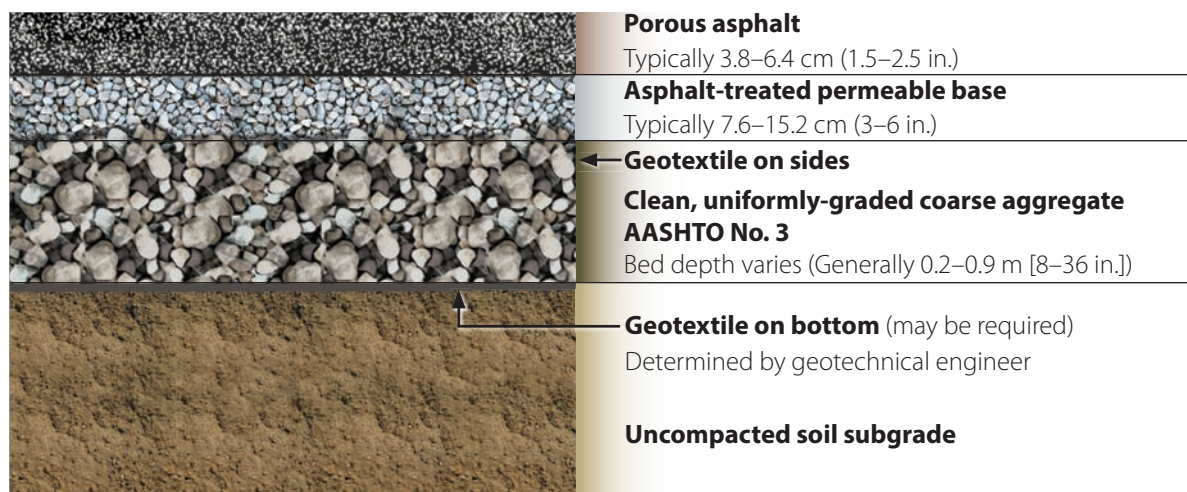 Porous asphalt
Typically 3.8–6.4 cm (1.5–2.5 in.)
Asphalt-treated permeable base
Typically 7.6–15.2 cm (3–6 in.)
Geotextile on sides
Clean, uniformly-graded coarse aggregate
AASHTO No. 3
Bed depth varies (Generally 0.2–0.9 m [8–36 in.])
Geotextile on bottom (may be required)
Determined by geotechnical engineer
Uncompacted soil subgrade